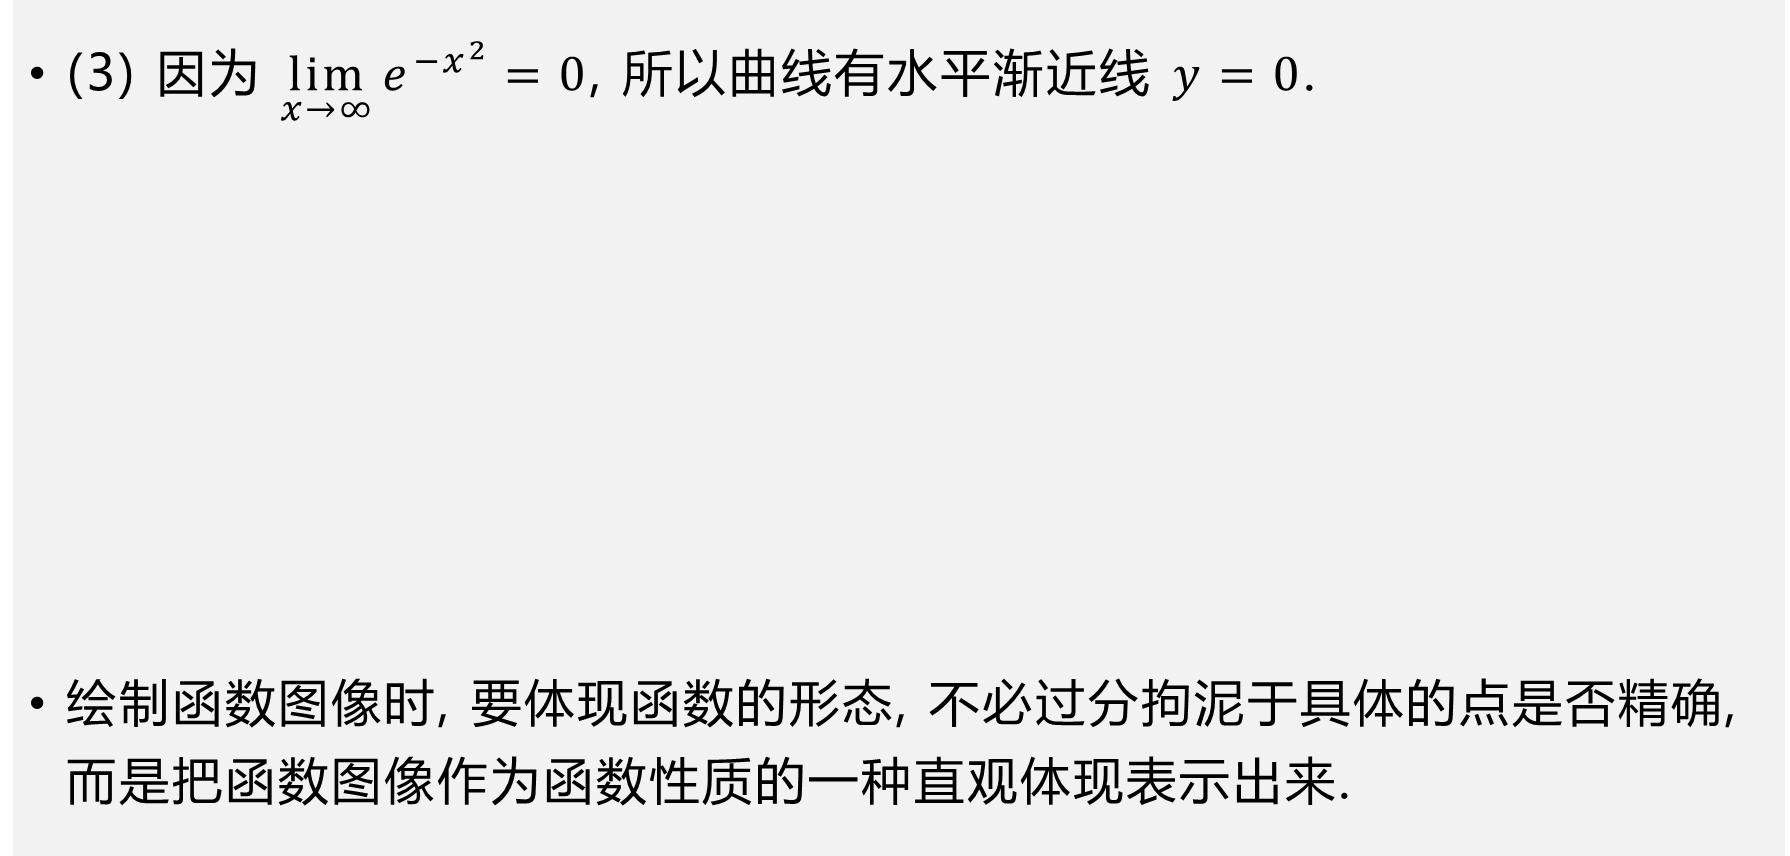 • (3) 因为 lim x→∞ e^{-x^2} = 0, 所以曲线有水平渐近线 y = 0.
• 绘制函数图像时, 要体现函数的形态, 不必过分拘泥于具体的点是否精确,
而是把函数图像作为函数性质的一种直观体现表示出来.